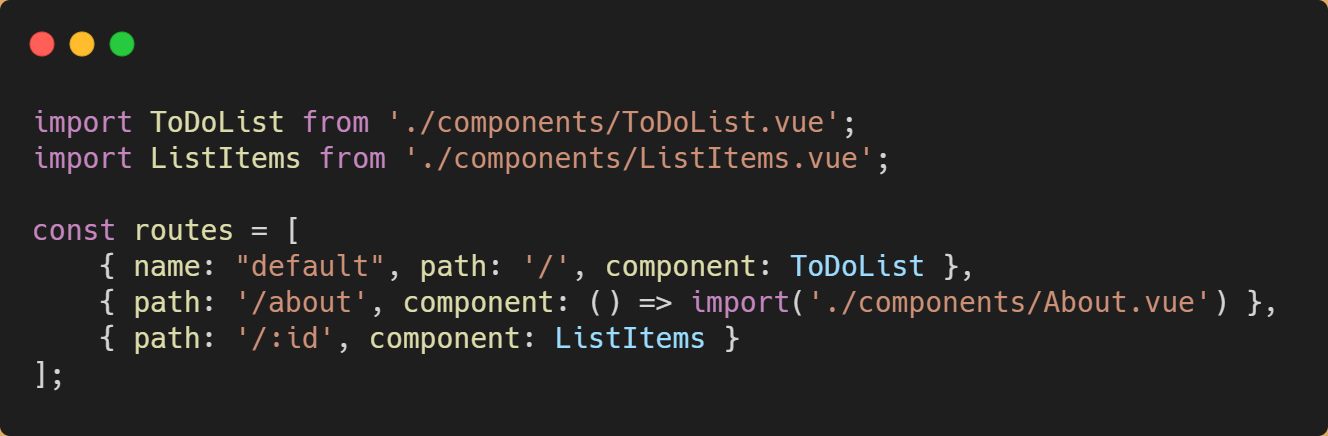 import ToDoList from './components/ToDoList.vue';
import ListItems from './components/ListItems.vue';

const routes = [
    { name: "default", path: '/', component: ToDoList },
    { path: '/about', component: () => import('./components/About.vue') },
    { path: '/:id', component: ListItems }
];